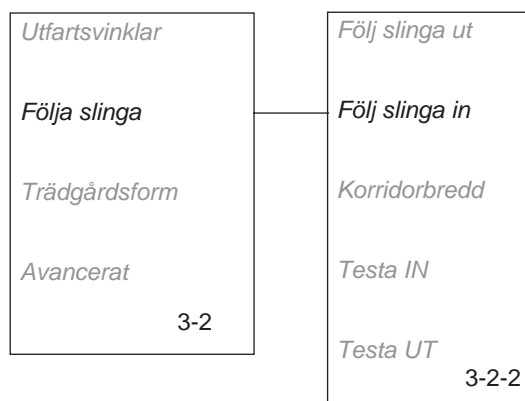 Utfartsvinklar
Följa slinga
Trädgårdsform
Avancerat
3-2
Följ slinga ut
Följ slinga in
Korridorbredd
Testa IN
Testa UT
3-2-2